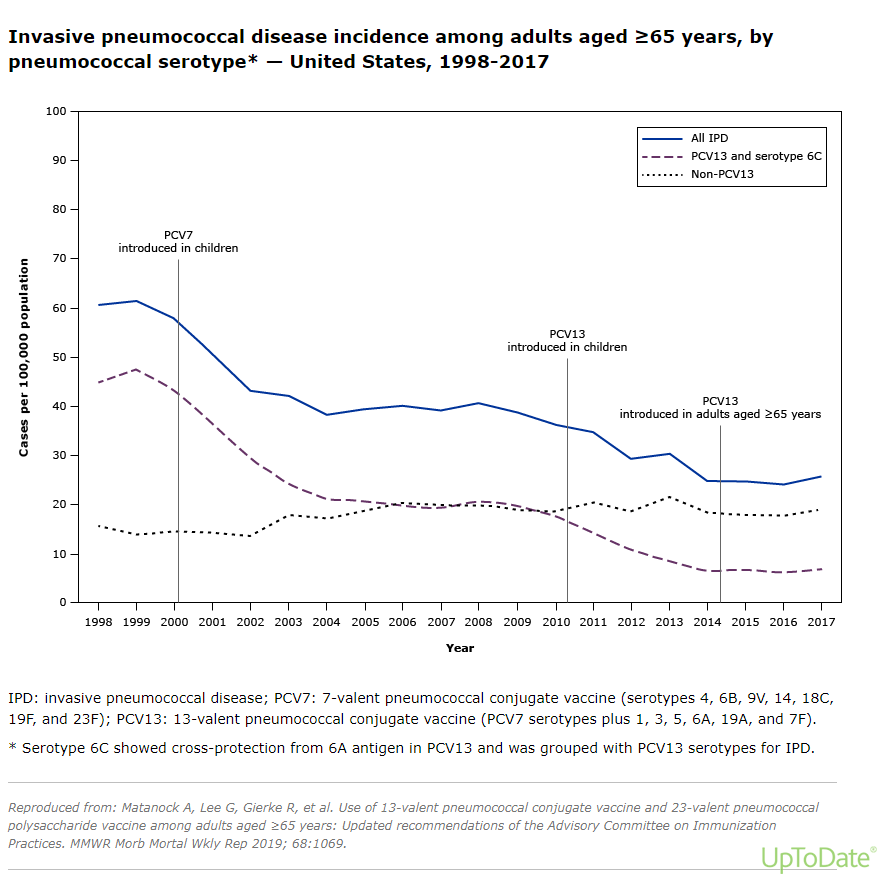 Invasive pneumococcal disease incidence among adults aged ≥65 years, by
pneumococcal serotype* — United States, 1998-2017
100
90
80
70
60
50
40
30
20
10
0
Cases per 100,000 population
All IPD
PCV13 and serotype 6C
Non-PCV13
PCV7
introduced in children
PCV13
introduced in children
PCV13
introduced in adults aged ≥65 years
1998 1999 2000 2001 2002 2003 2004 2005 2006 2007 2008 2009 2010 2011 2012 2013 2014 2015 2016 2017
Year
IPD: invasive pneumococcal disease; PCV7: 7-valent pneumococcal conjugate vaccine (serotypes 4, 6B, 9V, 14, 18C,
19F, and 23F); PCV13: 13-valent pneumococcal conjugate vaccine (PCV7 serotypes plus 1, 3, 5, 6A, 19A, and 7F).
* Serotype 6C showed cross-protection from 6A antigen in PCV13 and was grouped with PCV13 serotypes for IPD.
Reproduced from: Matanock A, Lee G, Gierke R, et al. Use of 13-valent pneumococcal conjugate vaccine and 23-valent pneumococcal
polysaccharide vaccine among adults aged ≥65 years: Updated recommendations of the Advisory Committee on Immunization
Practices. MMWR Morb Mortal Wkly Rep 2019; 68:1069.
UpToDate®